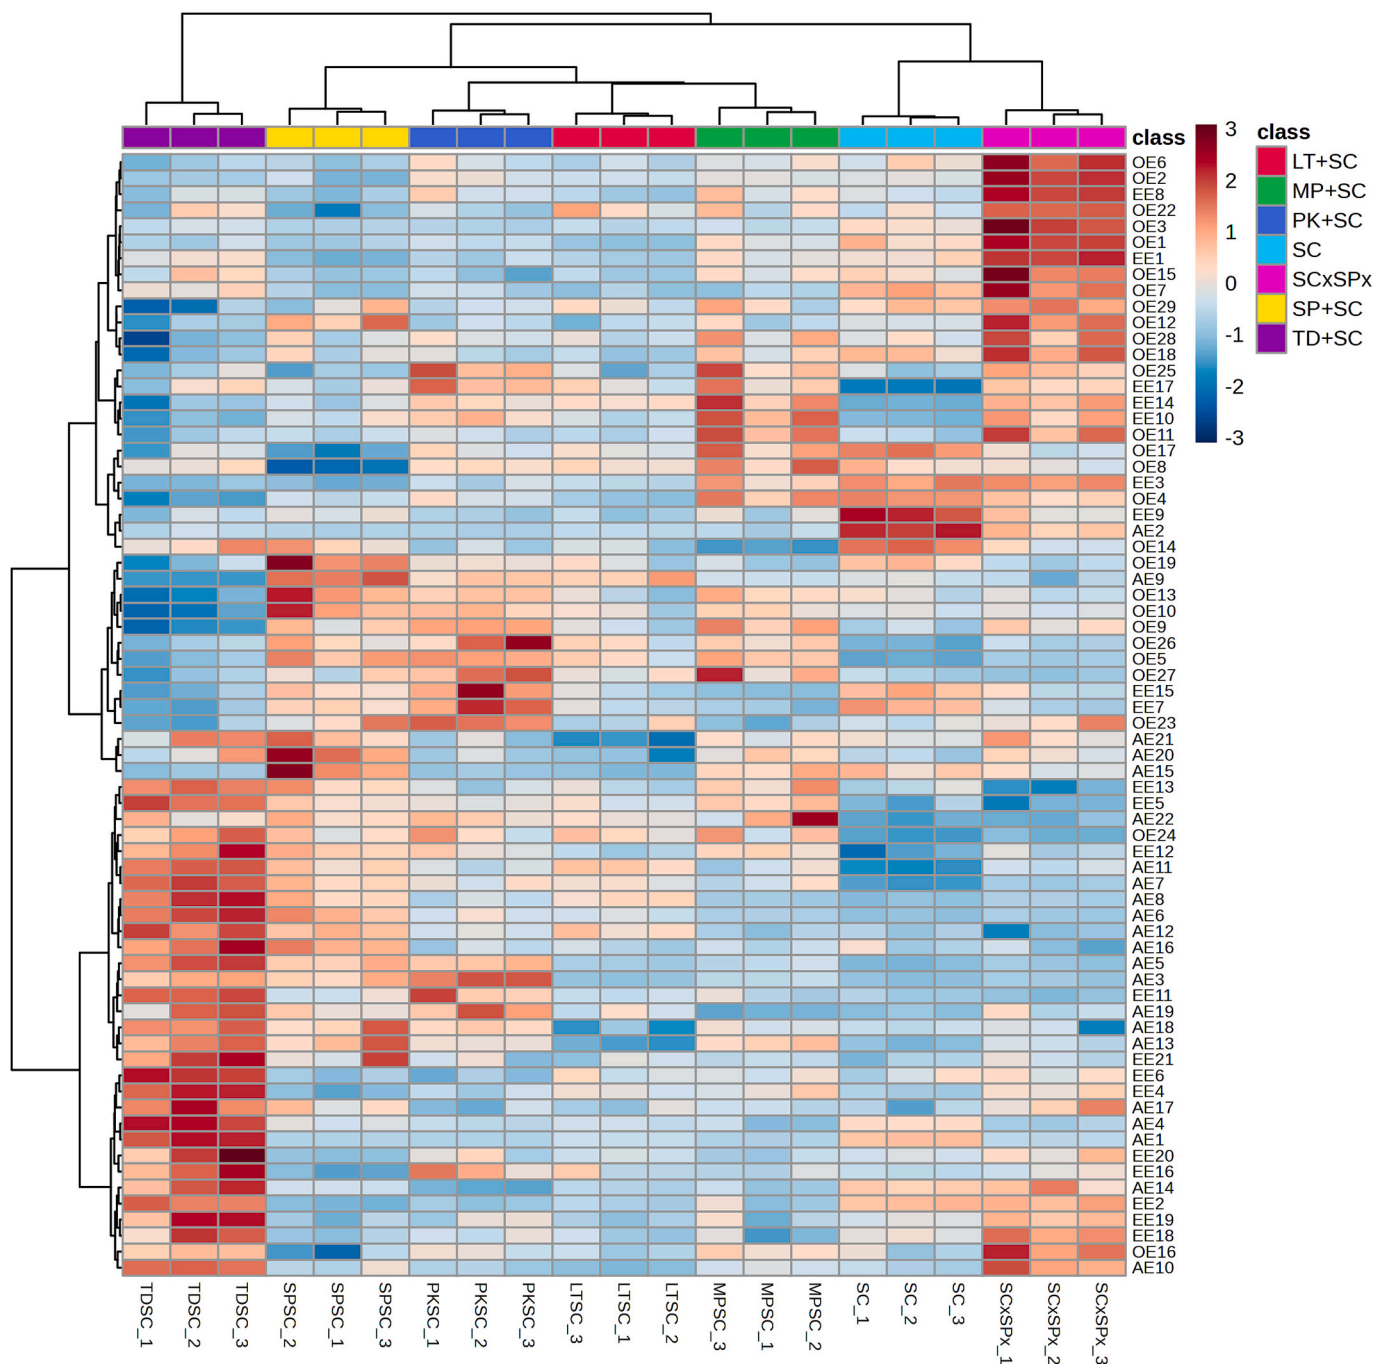 class
OE6
OE2
EE8
OE22
OE3
OE1
EE1
OE15
OE7
OE29
OE12
OE28
OE18
OE25
EE17
EE14
EE10
OE11
OE17
OE8
EE3
OE4
EE9
AE2
OE14
OE19
AE9
OE13
OE10
OE9
OE26
OE5
OE27
EE15
EE7
OE23
AE21
AE20
AE15
EE13
EE5
AE22
OE24
EE12
AE11
AE7
AE8
AE6
AE12
AE16
AE5
AE3
EE11
AE19
AE18
AE13
EE21
EE6
EE4
AE17
AE4
AE1
EE20
EE16
AE14
EE2
EE19
EE18
OE16
AE10
3
2
1
0
-1
-2
-3
class
LT+SC
MP+SC
PK+SC
SC
SCxSPx
SP+SC
TD+SC
TDSC_1
TDSC_2
TDSC_3
SPSC_2
SPSC_1
SPSC_3
PKSC_1
PKSC_2
PKSC_3
LTSC_3
LTSC_1
LTSC_2
MPSC_3
MPSC_1
MPSC_2
SC_1
SC_2
SC_3
SCxSPx_1
SCxSPx_2
SCxSPx_3